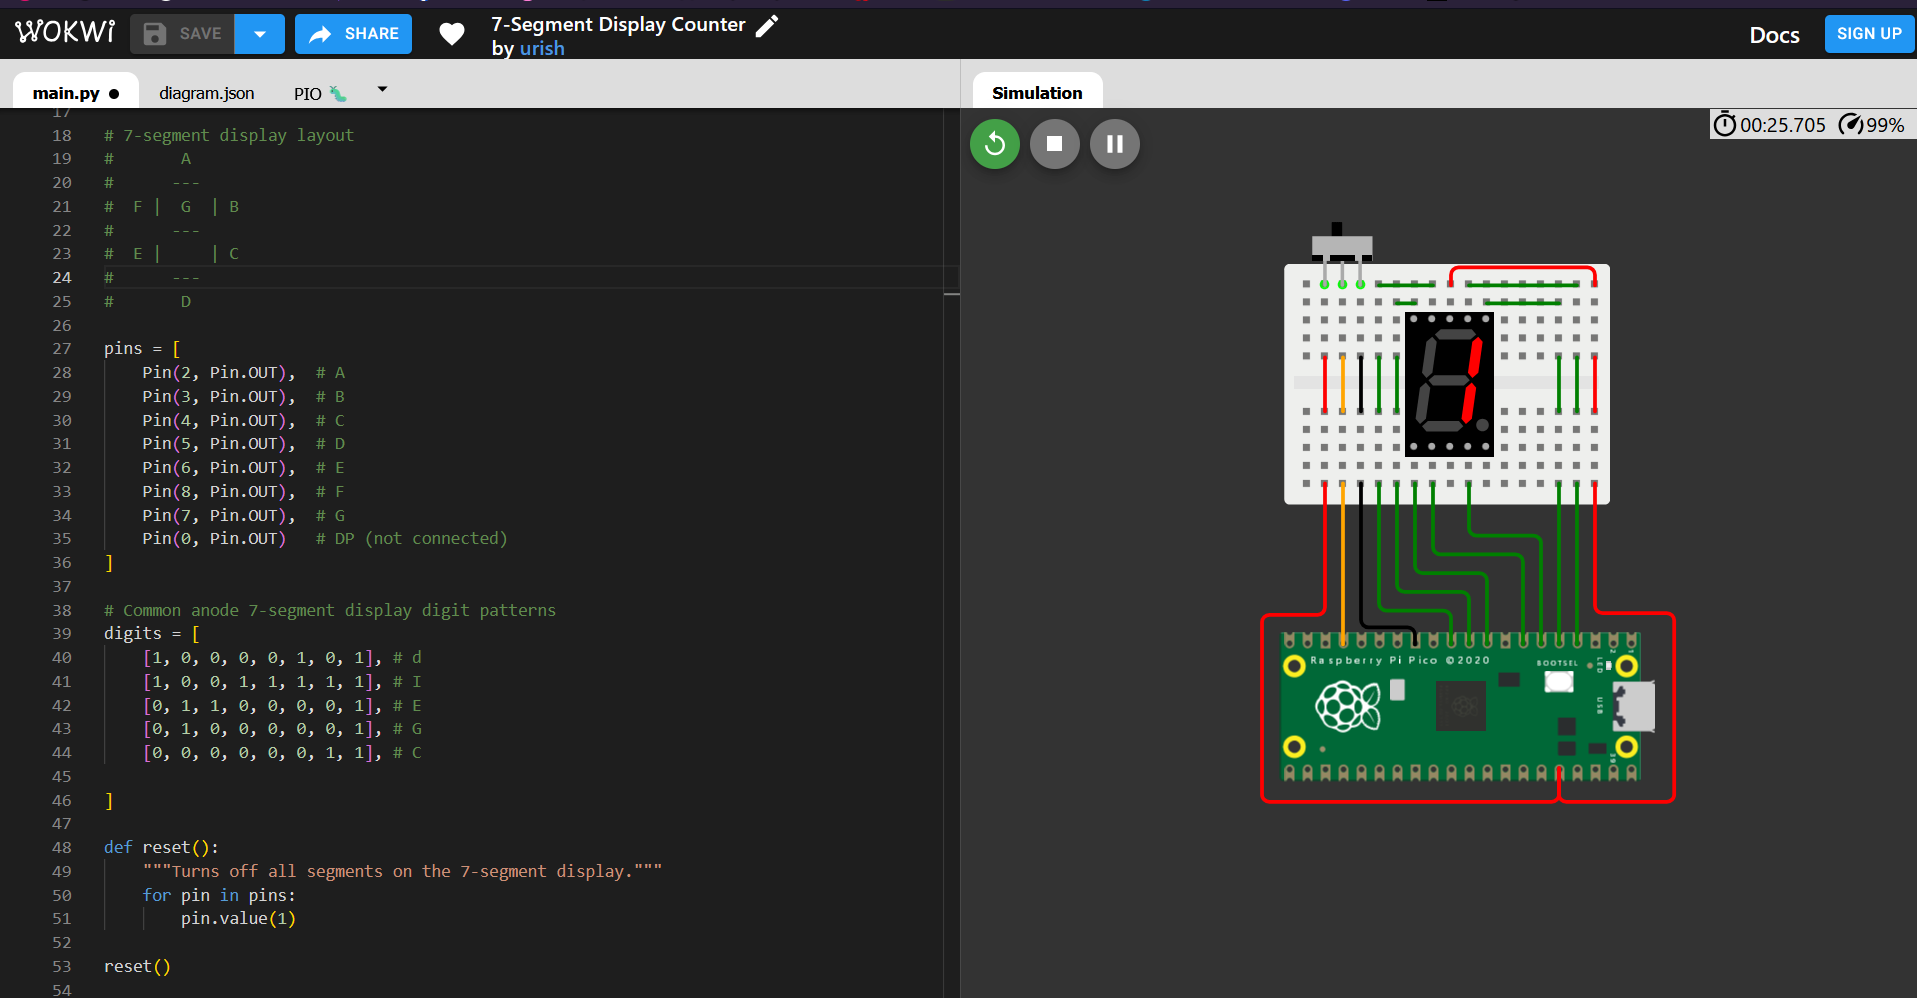 WOKWI
SAVE
SHARE
7-Segment Display Counter
by urish
Docs
SIGN UP
main.py ●
diagram.json
PIO
Simulation
00:25.705 99%
17
18 # 7-segment display layout
19 #       A
20 #      ---
21 #  F |  G  | B
22 #      ---
23 #  E |     | C
24 #      ---
25 #       D
26
27 pins = [
28     Pin(2, Pin.OUT),  # A
29     Pin(3, Pin.OUT),  # B
30     Pin(4, Pin.OUT),  # C
31     Pin(5, Pin.OUT),  # D
32     Pin(6, Pin.OUT),  # E
33     Pin(8, Pin.OUT),  # F
34     Pin(7, Pin.OUT),  # G
35     Pin(0, Pin.OUT)   # DP (not connected)
36 ]
37
38 # Common anode 7-segment display digit patterns
39 digits = [
40     [1, 0, 0, 0, 0, 1, 0, 1], # d
41     [1, 0, 0, 1, 1, 1, 1, 1], # I
42     [0, 1, 1, 0, 0, 0, 0, 1], # E
43     [0, 1, 0, 0, 0, 0, 0, 1], # G
44     [0, 0, 0, 0, 0, 0, 1, 1], # C
45
46 ]
47
48 def reset():
49     """Turns off all segments on the 7-segment display."""
50     for pin in pins:
51         pin.value(1)
52
53 reset()
54
Raspberry Pi Pico ©2020
BOOTSEL
LED
USB
2
1
39